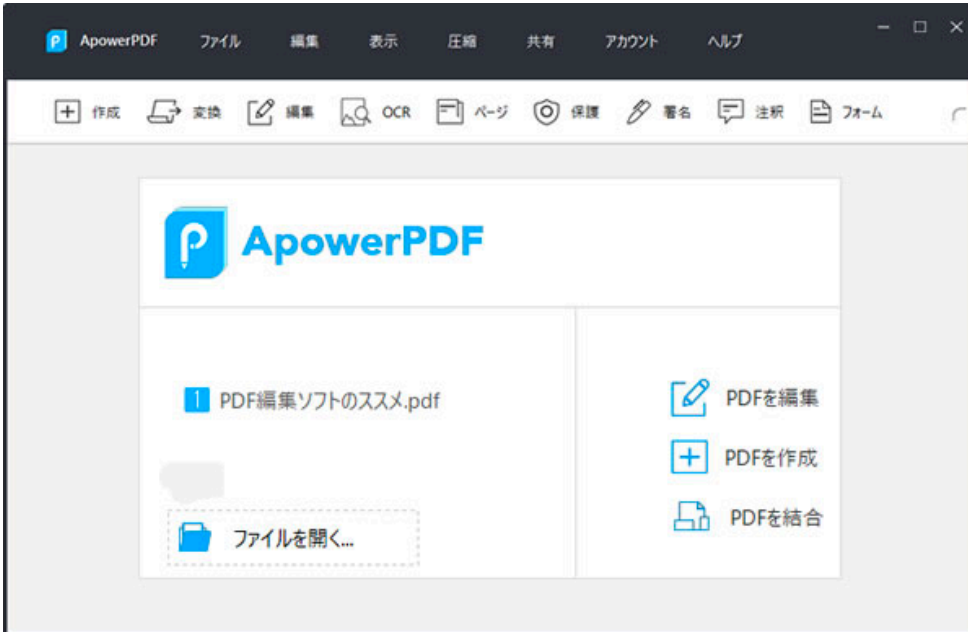 ApowerPDF ファイル 編集 表示 圧縮 共有 アカウント ヘルプ
作成 変換 編集 OCR ページ 保護 署名 注釈 フォーム
ApowerPDF
1 PDF編集ソフトのススメ.pdf
PDFを編集
PDFを作成
ファイルを開く...
PDFを結合